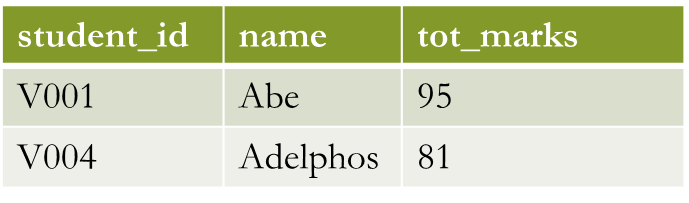 student_id name tot_marks
V001 Abe 95
V004 Adelphos 81